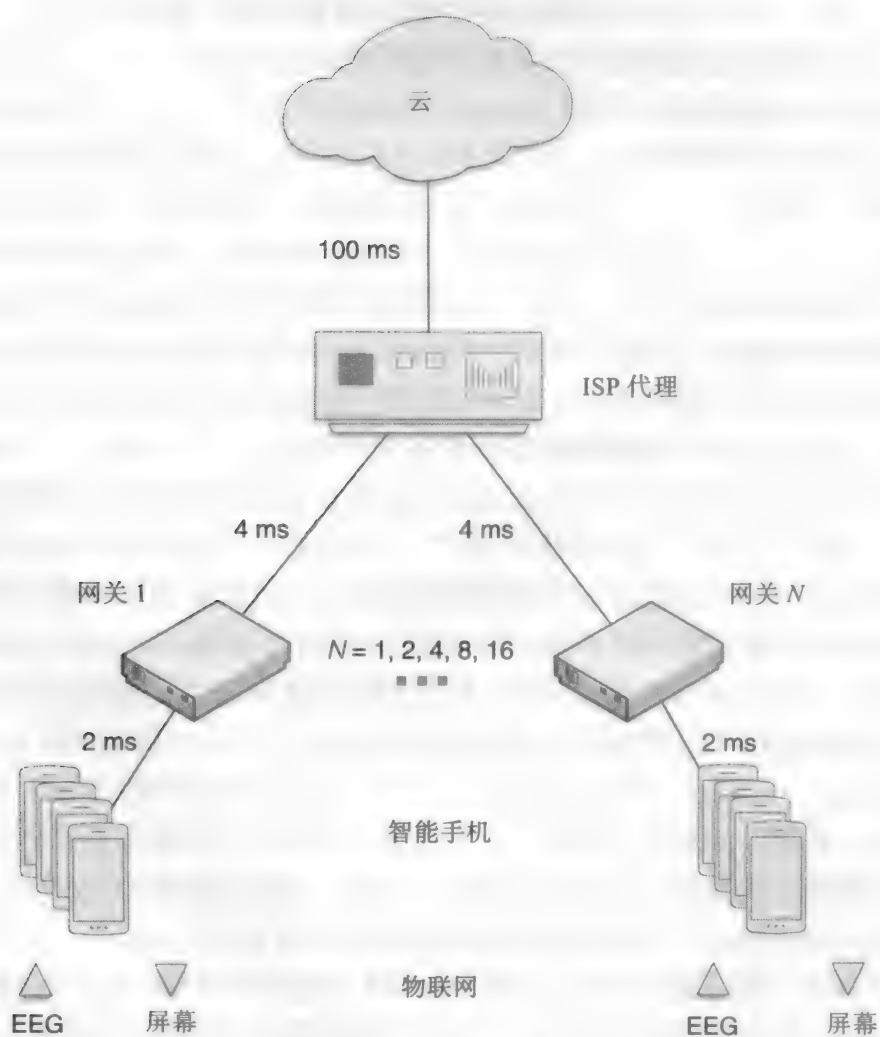 云
100 ms
ISP 代理
4 ms
4 ms
网关 1
网关 N
N = 1, 2, 4, 8, 16
2 ms
2 ms
智能手机
物联网
EEG
屏幕
EEG
屏幕